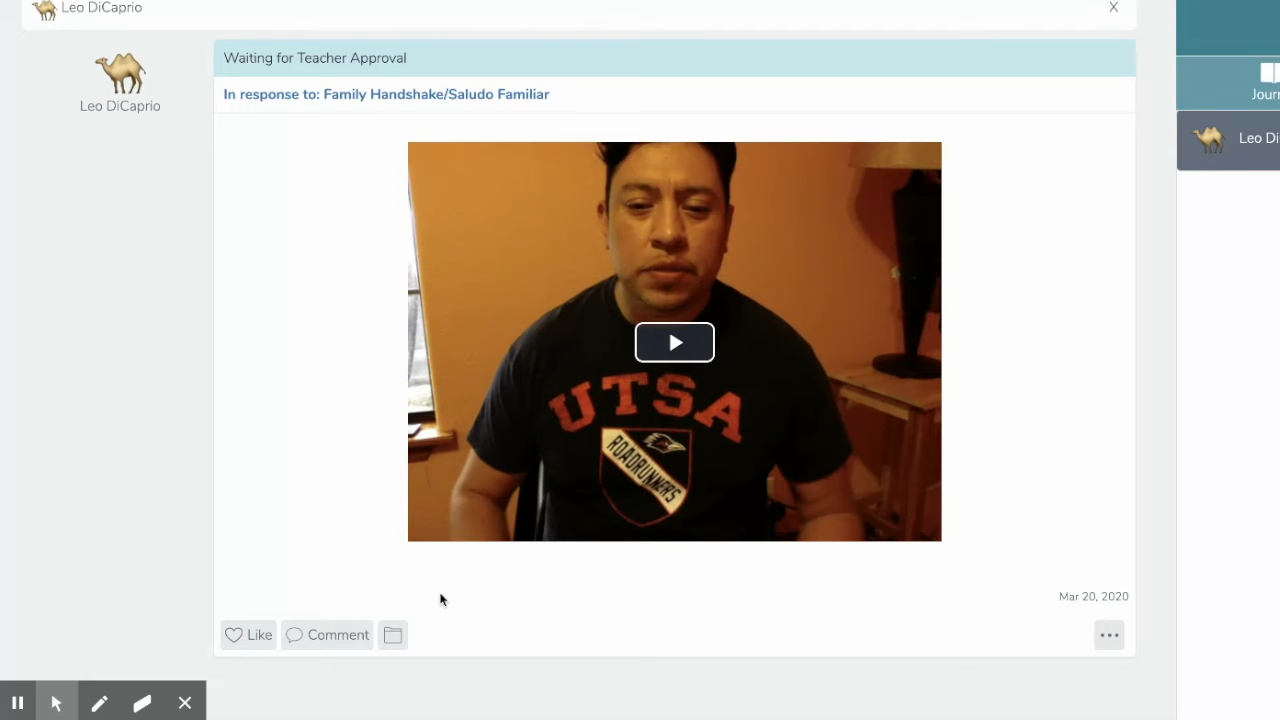 Leo DiCaprio
X
Leo DiCaprio
Waiting for Teacher Approval
In response to: Family Handshake/Saludo Familiar
UTSA
ROADRUNNERS
Mar 20, 2020
Like
Comment
Jour
Leo Di